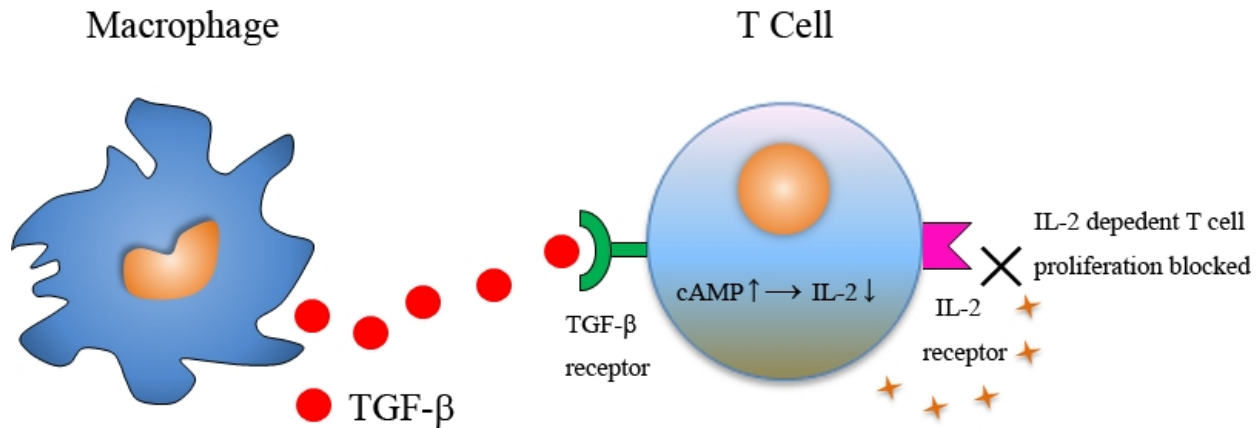 Macrophage
T Cell
IL-2 depedent T cell
proliferation blocked
cAMP↑→ IL-2↓
TGF-β
receptor
IL-2
receptor
TGF-β